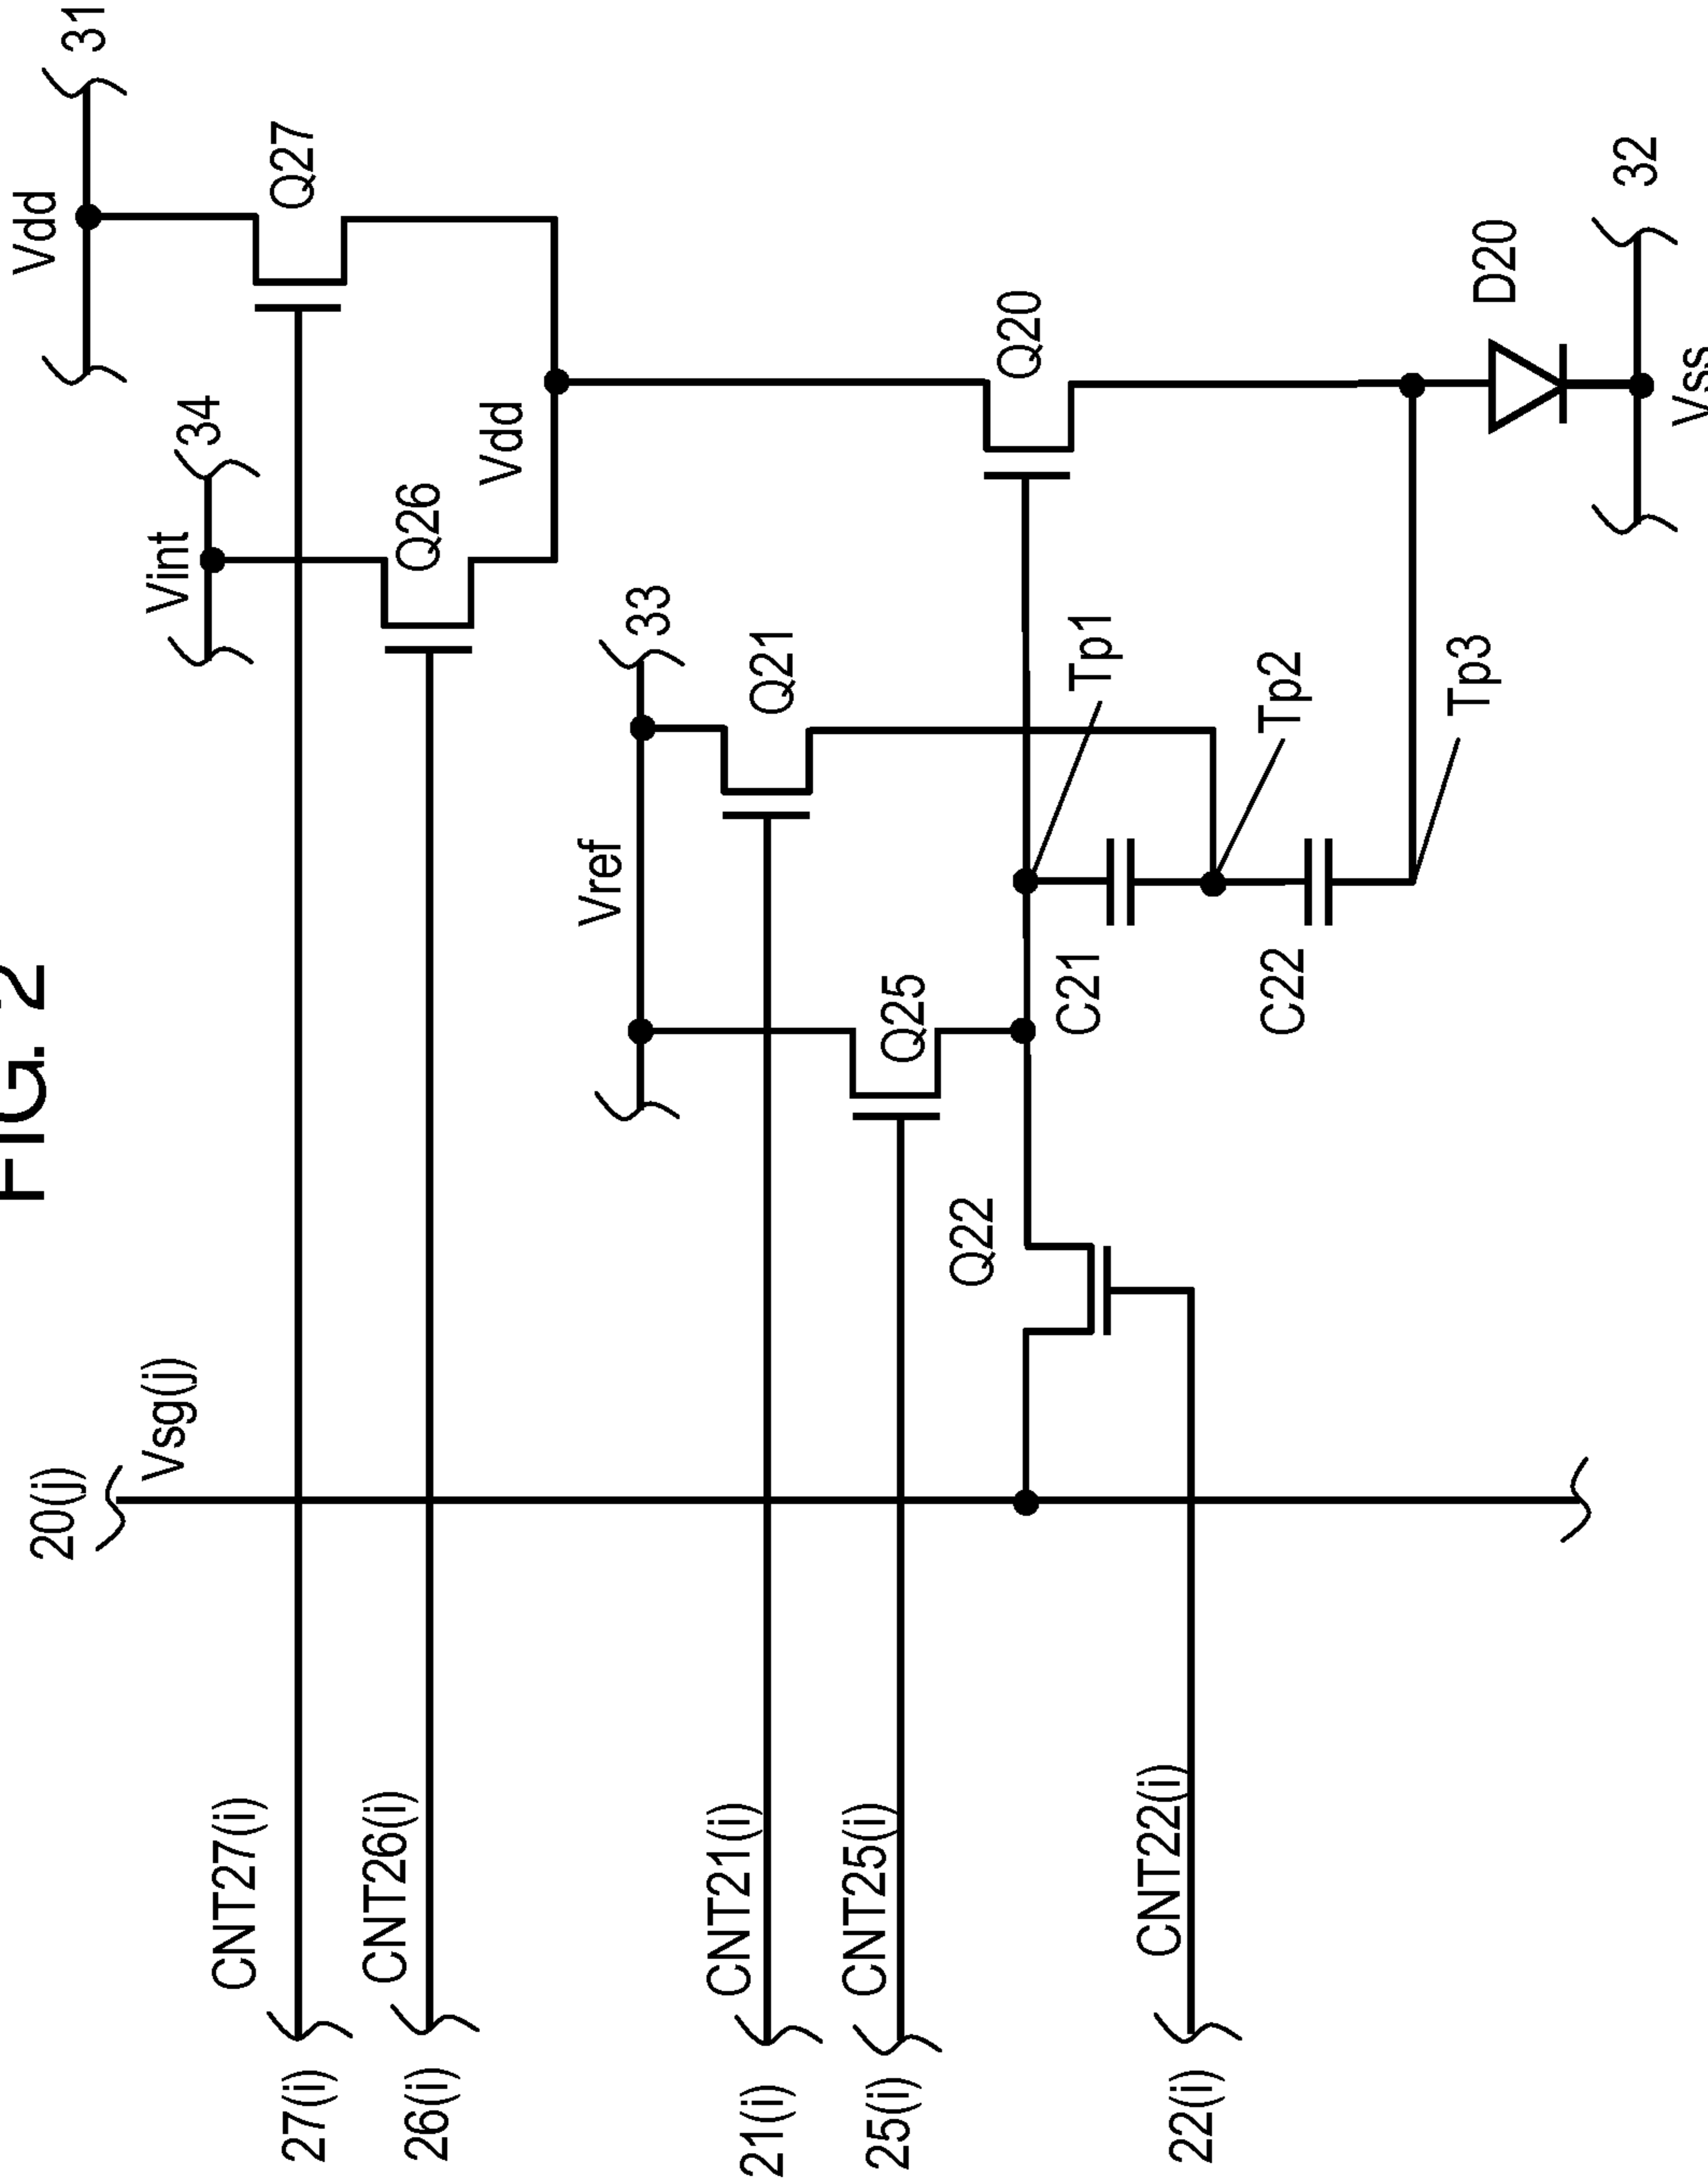 FIG. 2
Vdd
31
Vint
34
27(i)
CNT27(i)
20(j)
Vsg(j)
Q27
26(i)
CNT26(i)
Q26
Vdd
Vref
33
21(i)
CNT21(i)
Q21
25(i)
CNT25(i)
Q25
Q22
Q20
C21
Tp1
22(i)
CNT22(i)
C22
Tp2
Tp3
D20
32
Vss